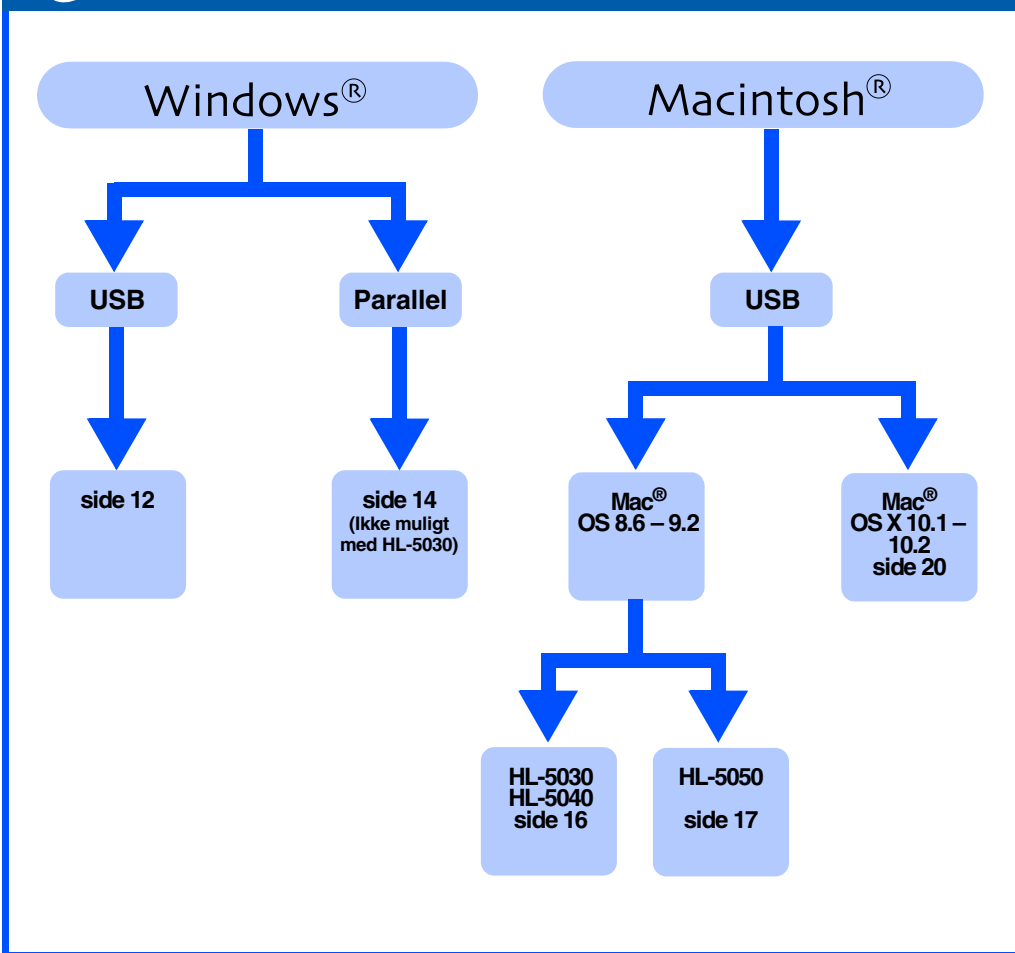 Windows®
Macintosh®
USB
Parallel
USB
side 12
side 14
(Ikke muligt
med HL-5030)
Mac®
OS 8.6 – 9.2
Mac®
OS X 10.1 –
10.2
side 20
HL-5030
HL-5040
side 16
HL-5050
side 17